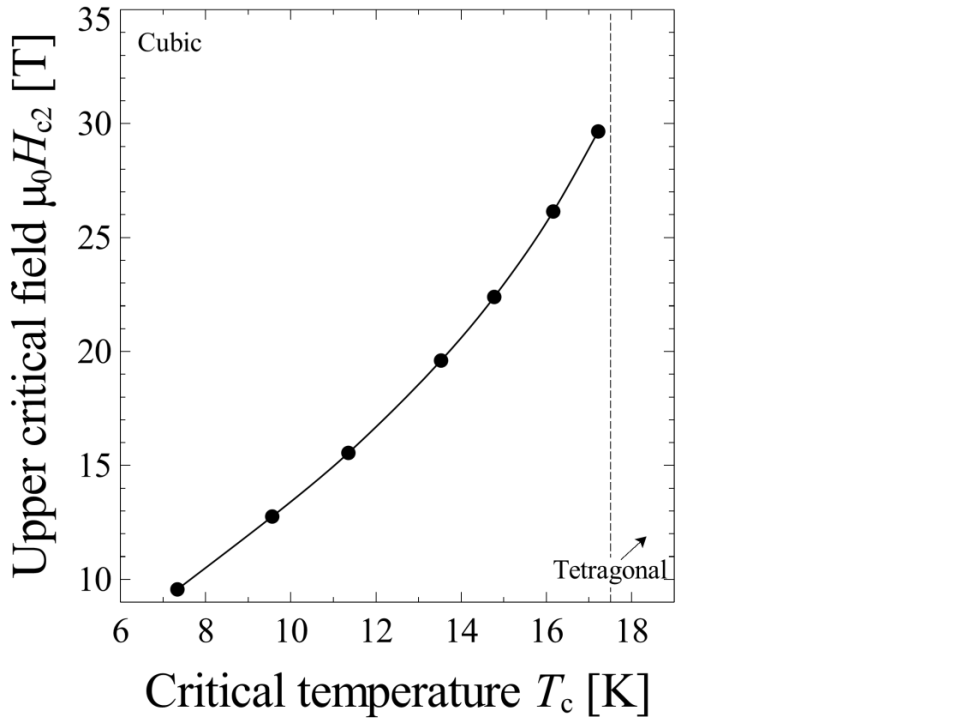 Upper critical field μ0Hc2 [T]
35
30
25
20
15
10
Cubic
Tetragonal
6 8 10 12 14 16 18
Critical temperature Tc [K]